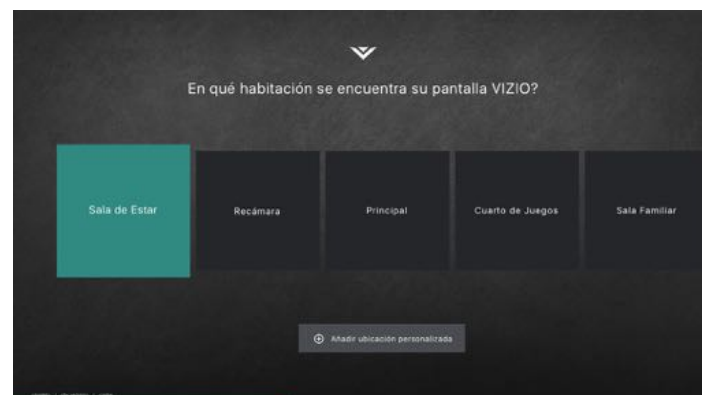 En qué habitación se encuentra su pantalla VIZIO?
Sala de Estar
Recámara
Principal
Cuarto de Juegos
Sala Familiar
Añadir ubicación personalizada